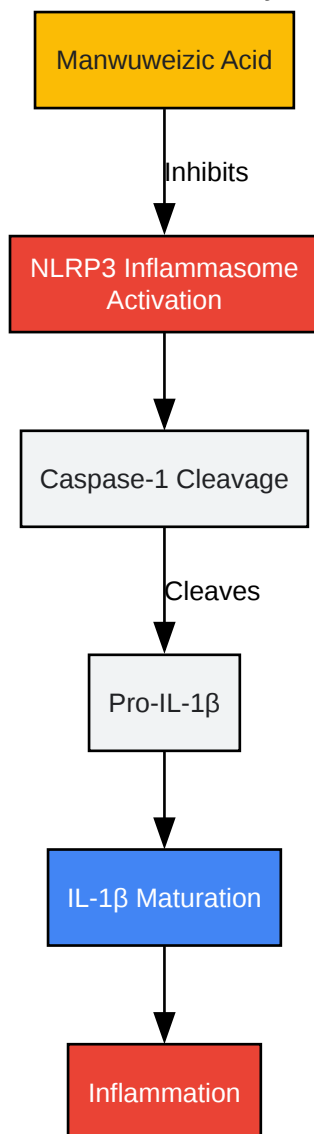 Manwuweizic Acid
Inhibits
NLRP3 Inflammasome
Activation
Caspase-1 Cleavage
Cleaves
Pro-IL-1β
IL-1β Maturation
Inflammation